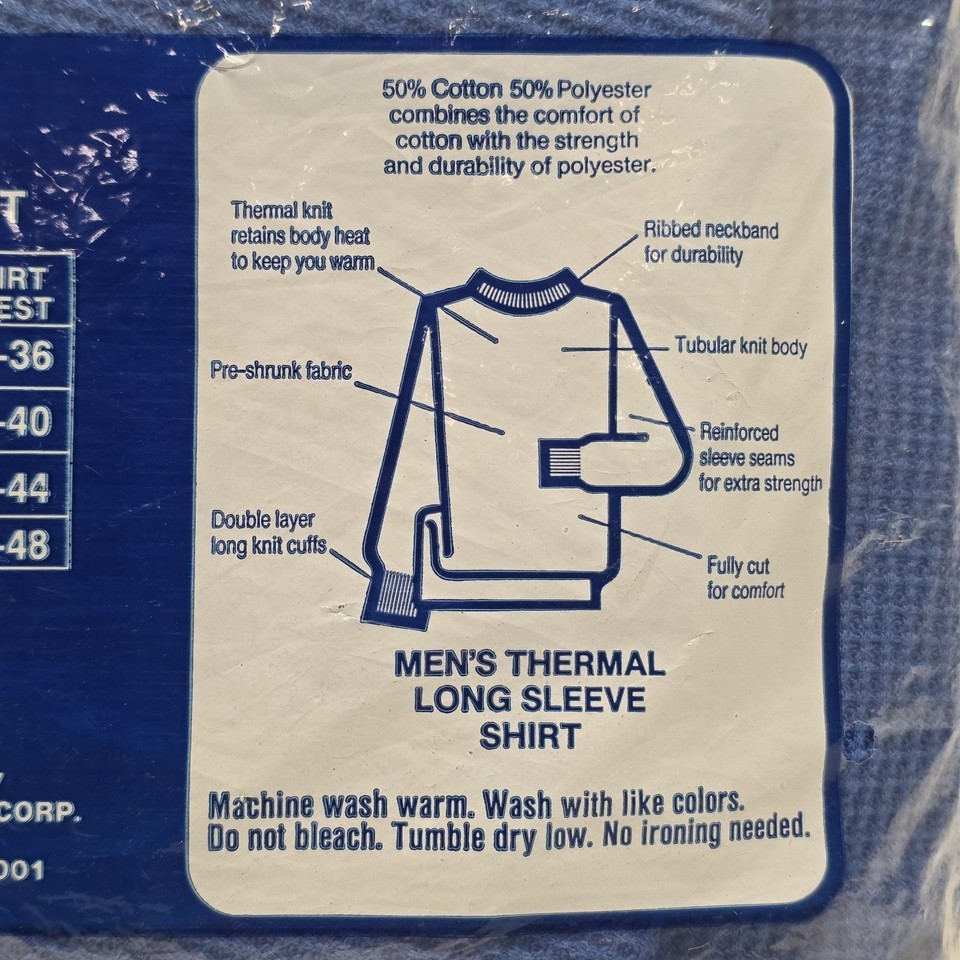 T
IRT
EST
-36
-40
-44
-48
Y
CORP.
001
50% Cotton 50% Polyester
combines the comfort of
cotton with the strength
and durability of polyester.
Thermal knit
retains body heat
to keep you warm
Ribbed neckband
for durability
Tubular knit body
Pre-shrunk fabric
Reinforced
sleeve seams
for extra strength
Double layer
long knit cuffs
Fully cut
for comfort
MEN'S THERMAL
LONG SLEEVE
SHIRT
Machine wash warm. Wash with like colors.
Do not bleach. Tumble dry low. No ironing needed.